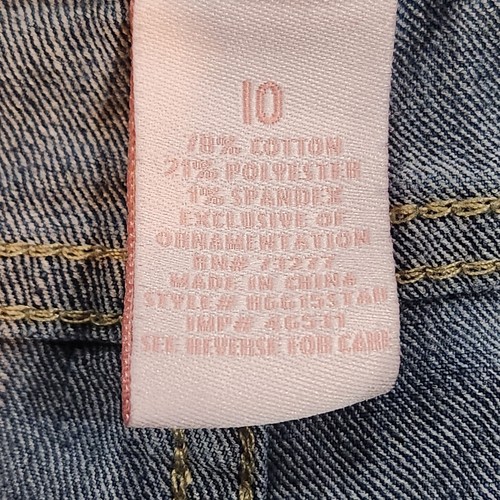 10
78% COTTON
21% POLYESTER
1% SPANDEX
EXCLUSIVE OF
ORNAMENTATION
RN# 73277
MADE IN CHINA
STYLE#
IMP#
SEE REVERSE FOR CARE